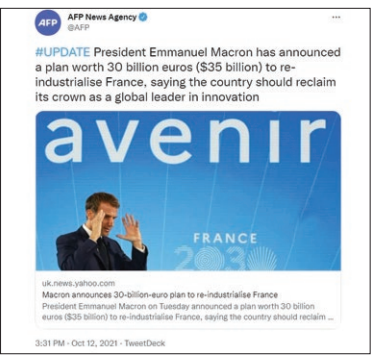 AFP
AFP News Agency
@AFP
#UPDATE President Emmanuel Macron has announced
a plan worth 30 billion euros ($35 billion) to re-
industrialise France, saying the country should reclaim
its crown as a global leader in innovation
avenir
FRANCE
2030
uk.news.yahoo.com
Macron announces 30-billion-euro plan to re-industrialise France
President Emmanuel Macron on Tuesday announced a plan worth 30 billion
euros ($35 billion) to re-industrialise France, saying the country should reclaim ...
3:31 PM · Oct 12, 2021 · TweetDeck